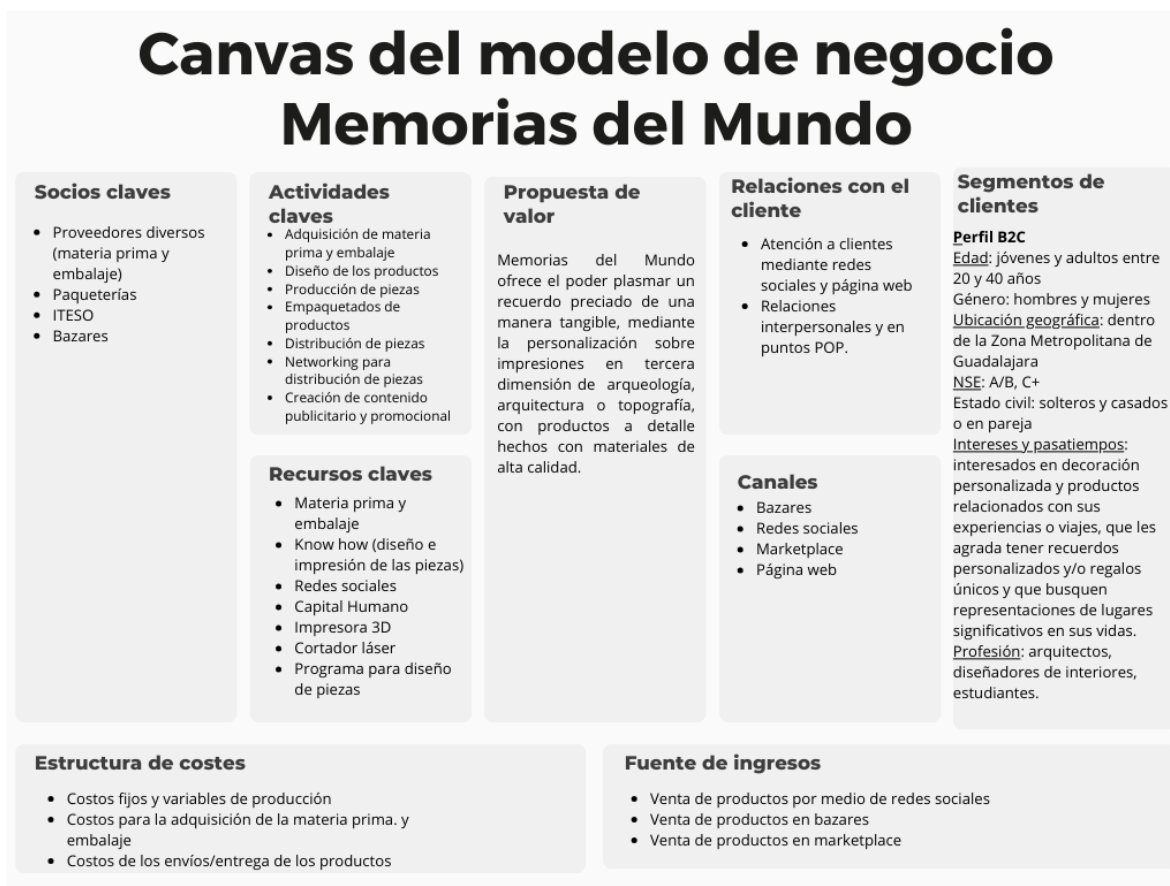 Canvas del modelo de negocio
Memorias del Mundo
Socios claves
• Proveedores diversos
(materia prima y
embalaje)
• Paqueterías
• ITESO
• Bazares
Actividades
claves
• Adquisición de materia
prima y embalaje
• Diseño de los productos
• Producción de piezas
• Empaquetados de
productos
• Distribución de piezas
• Networking para
distribución de piezas
• Creación de contenido
publicitario y promocional
Recursos claves
• Materia prima y
embalaje
• Know how (diseño e
impresión de las piezas)
• Redes sociales
• Capital Humano
• Impresora 3D
• Cortador láser
• Programa para diseño
de piezas
Propuesta de
valor
Memorias del Mundo
ofrece el poder plasmar un
recuerdo preciado de una
manera tangible, mediante
la personalización sobre
impresiones en tercera
dimensión de arqueología,
arquitectura o topografía,
con productos a detalle
hechos con materiales de
alta calidad.
Relaciones con el
cliente
• Atención a clientes
mediante redes
sociales y página web
• Relaciones
interpersonales y en
puntos POP.
Canales
• Bazares
• Redes sociales
• Marketplace
• Página web
Segmentos de
clientes
Perfil B2C
Edad: jóvenes y adultos entre
20 y 40 años
Género: hombres y mujeres
Ubicación geográfica: dentro
de la Zona Metropolitana de
Guadalajara
NSE: A/B, C+
Estado civil: solteros y casados
o en pareja
Intereses y pasatiempos:
interesados en decoración
personalizada y productos
relacionados con sus
experiencias o viajes, que les
agrada tener recuerdos
personalizados y/o regalos
únicos y que busquen
representaciones de lugares
significativos en sus vidas.
Profesión: arquitectos,
diseñadores de interiores,
estudiantes.
Estructura de costes
• Costos fijos y variables de producción
• Costos para la adquisición de la materia prima. y
embalaje
• Costos de los envíos/entrega de los productos
Fuente de ingresos
• Venta de productos por medio de redes sociales
• Venta de productos en bazares
• Venta de productos en marketplace